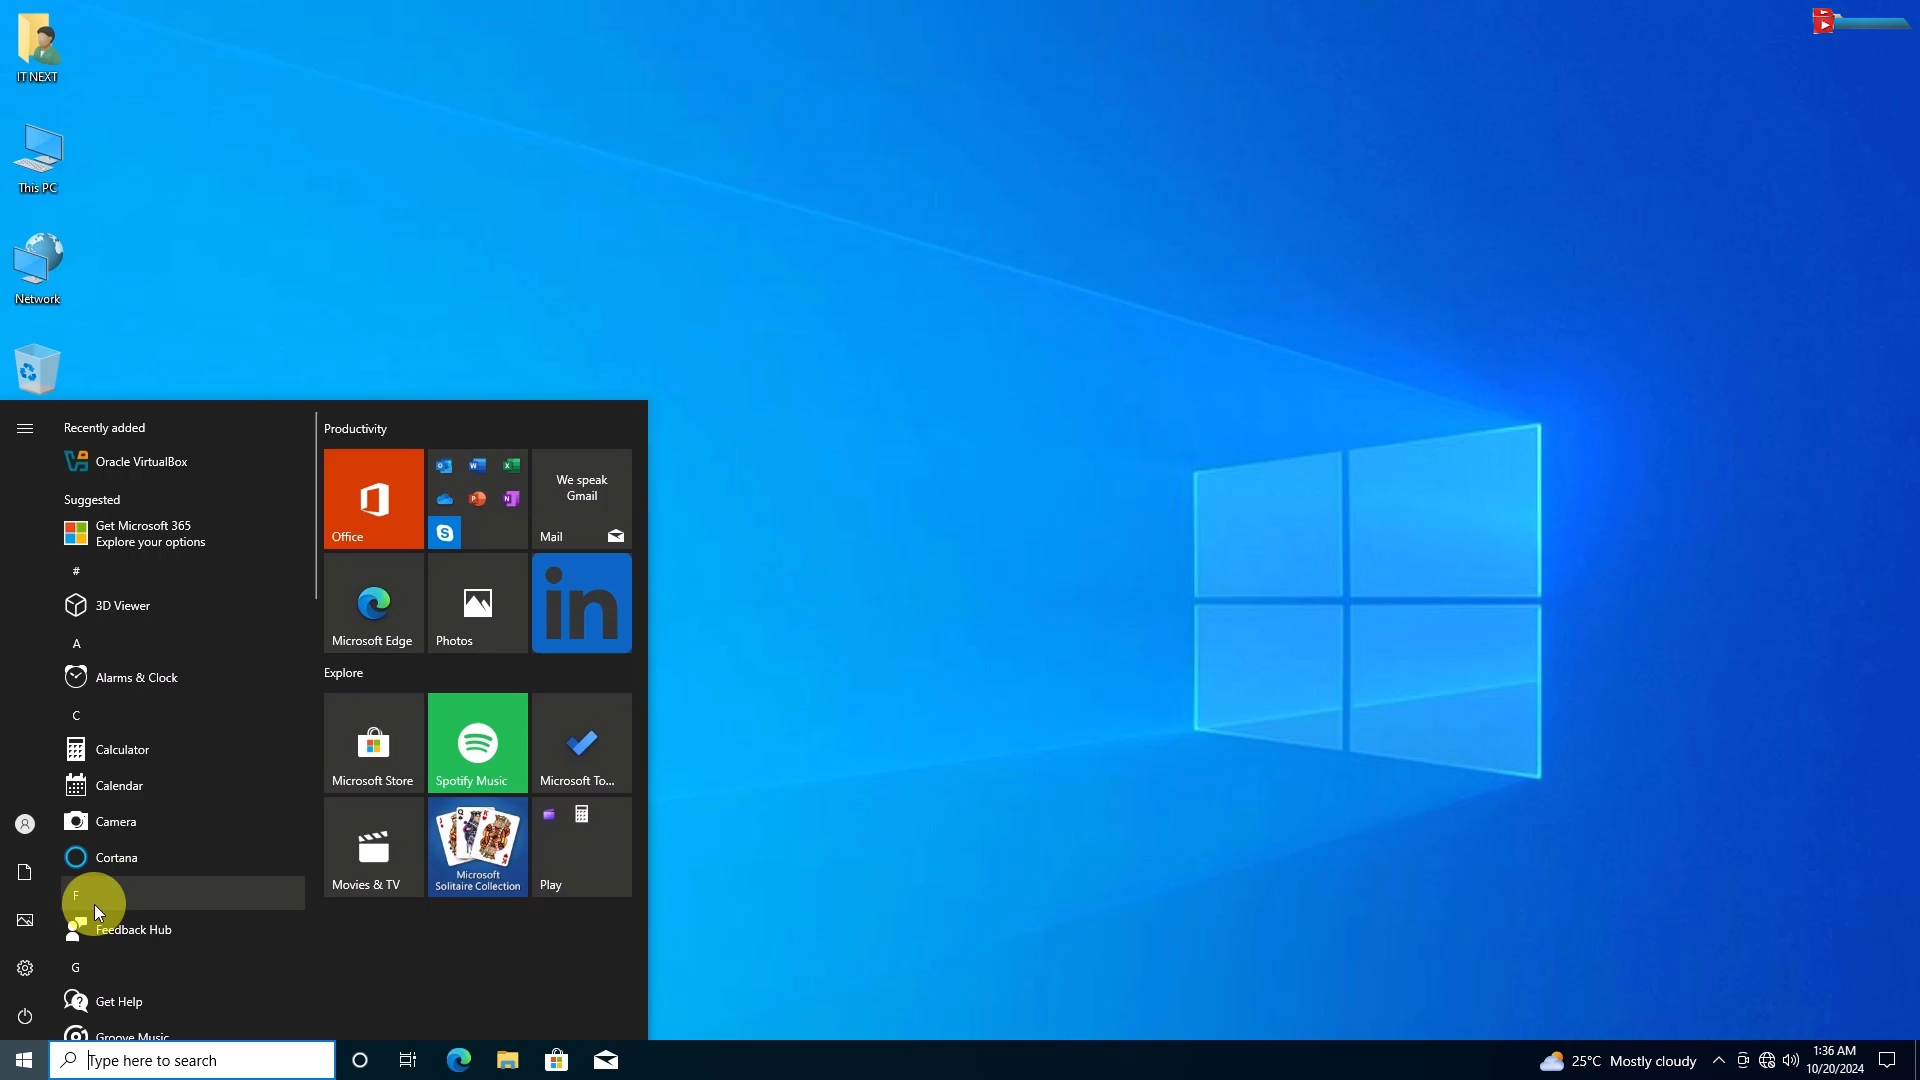 IT NEXT
This PC
Network
Recently added
Oracle VirtualBox
Suggested
Get Microsoft 365
Explore your options
#
3D Viewer
A
Alarms & Clock
C
Calculator
Calendar
Camera
Cortana
F
Feedback Hub
G
Get Help
Groove Music
Productivity
Office
We speak
Gmail
Mail
Microsoft Edge
Photos
in
Explore
Microsoft Store
Spotify Music
Microsoft To...
Movies & TV
Microsoft
Solitaire Collection
Play
Type here to search
25°C Mostly cloudy
1:36 AM
10/20/2024